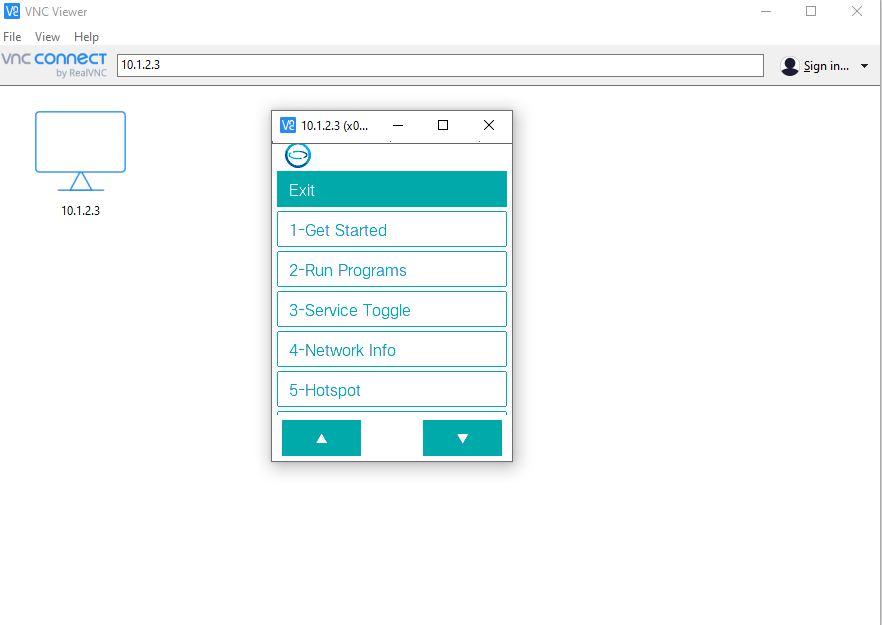 VNC Viewer
File View Help
vnc connect
by RealVNC
10.1.2.3
Sign in...
10.1.2.3
10.1.2.3 (x0...
Exit
1-Get Started
2-Run Programs
3-Service Toggle
4-Network Info
5-Hotspot